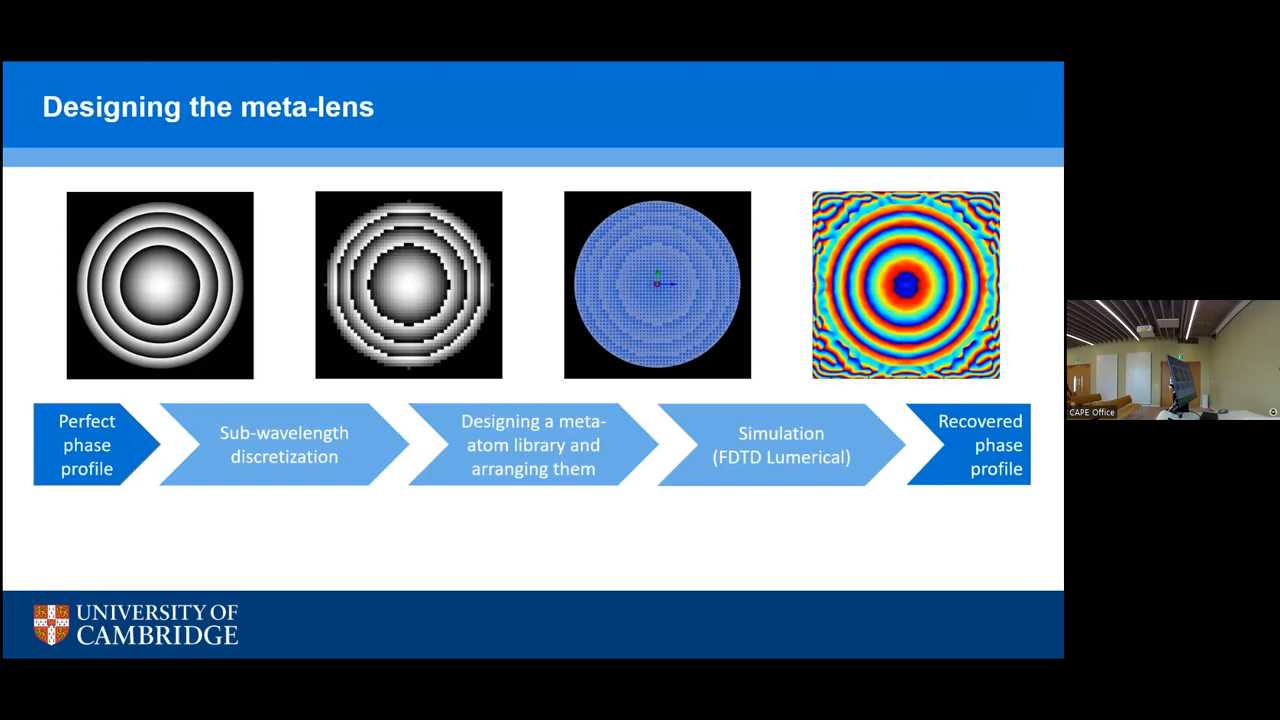 Designing the meta-lens
Perfect
phase
profile
Sub-wavelength
discretization
Designing a meta-
atom library and
arranging them
Simulation
(FDTD Lumerical)
Recovered
phase
profile
CAPE Office
UNIVERSITY OF
CAMBRIDGE